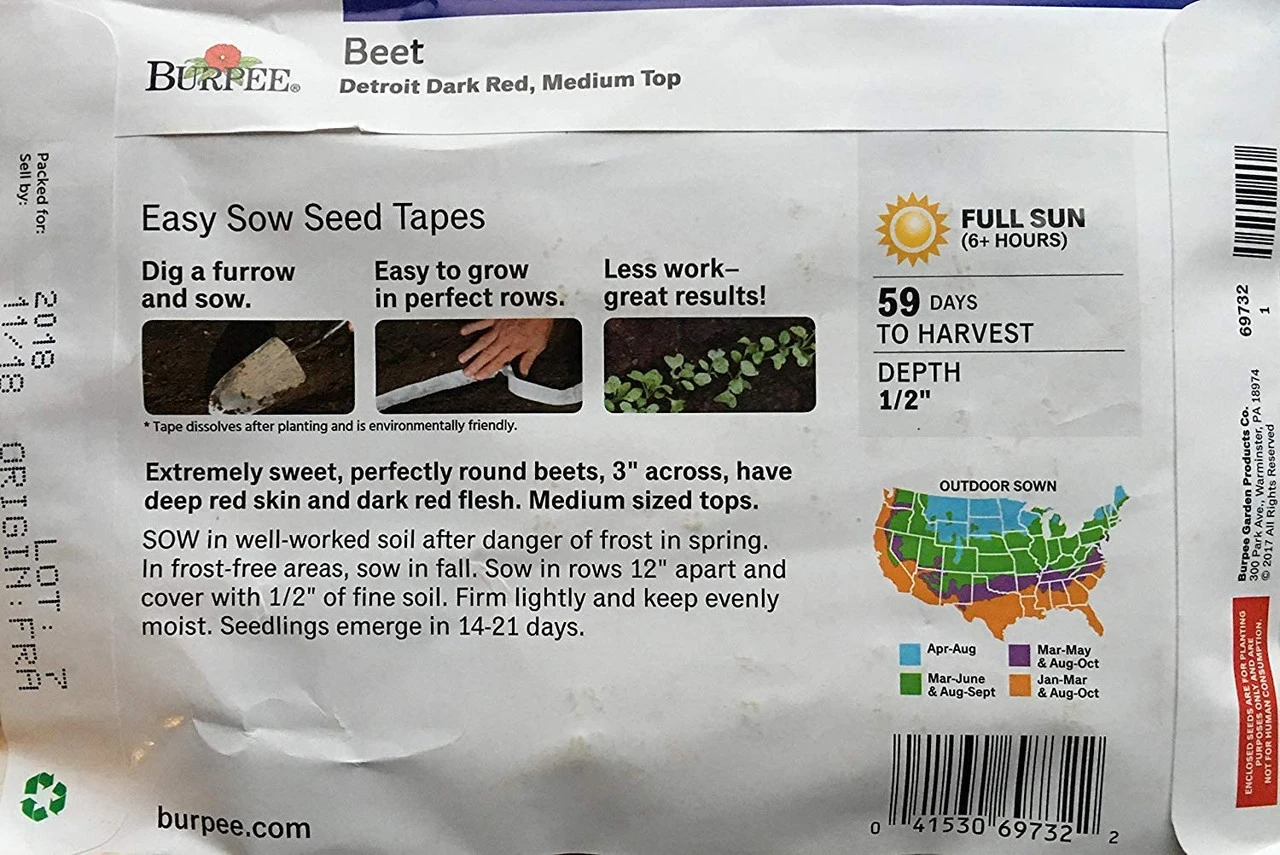 BURPEE®
Beet
Detroit Dark Red, Medium Top
Easy Sow Seed Tapes
Dig a furrow
and sow.
Easy to grow
in perfect rows.
Less work–
great results!
* Tape dissolves after planting and is environmentally friendly.
Extremely sweet, perfectly round beets, 3" across, have
deep red skin and dark red flesh. Medium sized tops.
SOW in well-worked soil after danger of frost in spring.
In frost-free areas, sow in fall. Sow in rows 12" apart and
cover with 1/2" of fine soil. Firm lightly and keep evenly
moist. Seedlings emerge in 14-21 days.
burpee.com
FULL SUN
(6+ HOURS)
59 DAYS
TO HARVEST
DEPTH
1/2"
OUTDOOR SOWN
Apr-Aug
Mar-June
& Aug-Sept
Mar-May
& Aug-Oct
Jan-Mar
& Aug-Oct
0 41530 69732 2
Packed for: 2018 LOT: 7
Sell by: 11/18 ORIGIN:FRA
69732
1
Burpee Garden Products Co.
300 Park Ave., Warminster, PA 18974
© 2017 All Rights Reserved
ENCLOSED SEEDS ARE FOR PLANTING
PURPOSES ONLY AND ARE
NOT FOR HUMAN CONSUMPTION.